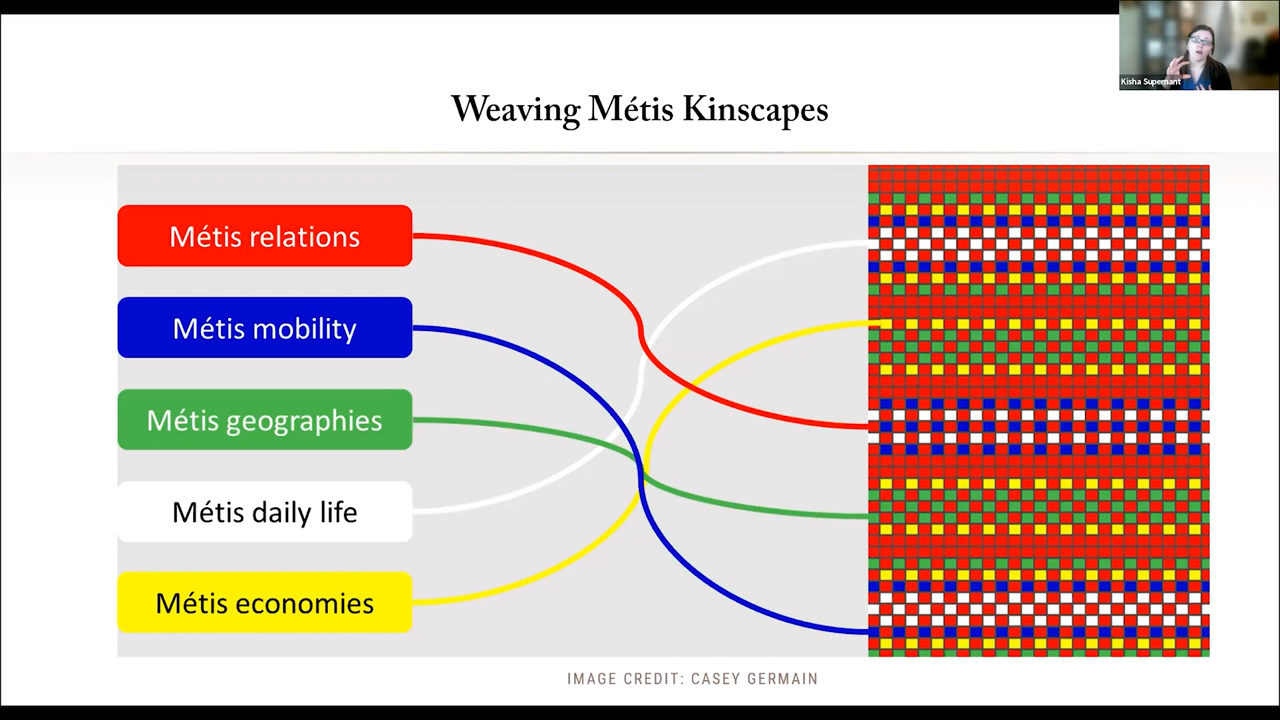 Kisha Supernant
Weaving Métis Kinscapes
Métis relations
Métis mobility
Métis geographies
Métis daily life
Métis economies
IMAGE CREDIT: CASEY GERMAIN